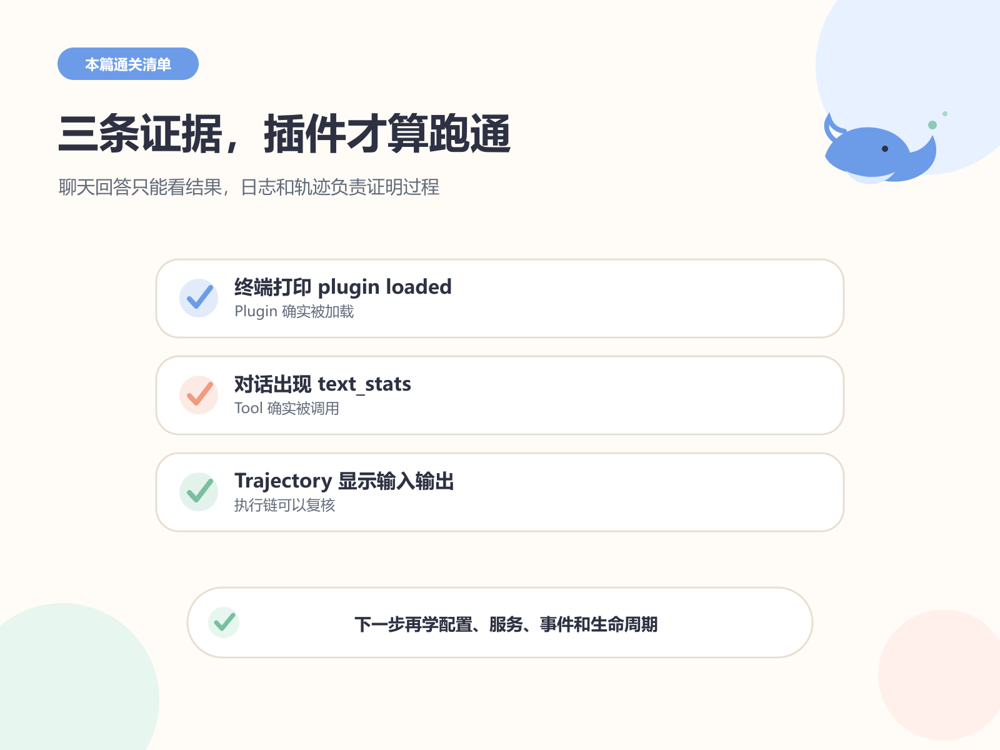 本篇通关清单
三条证据，插件才算跑通
聊天回答只能看结果，日志和轨迹负责证明过程
终端打印 plugin loaded
Plugin 确实被加载
对话出现 text_stats
Tool 确实被调用
Trajectory 显示输入输出
执行链可以复核
下一步再学配置、服务、事件和生命周期